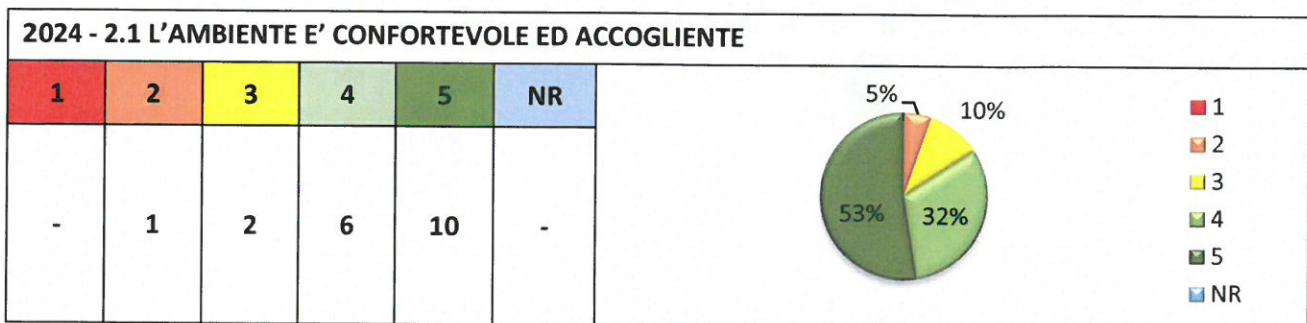 2024 - 2.1 L'AMBIENTE E' CONFORTEVOLE ED ACCOGLIENTE
1 2 3 4 5 NR
- 1 2 6 10 -
5%
10%
53%
32%
1
2
3
4
5
NR